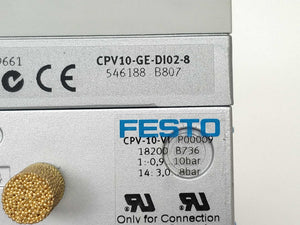 9661
CPV10-GE-DI02-8
546188 B807
FESTO
CPV-10-VI P00009
18200 B736
1:-0,9 10bar
14: 3,0 8bar
Only for Connection